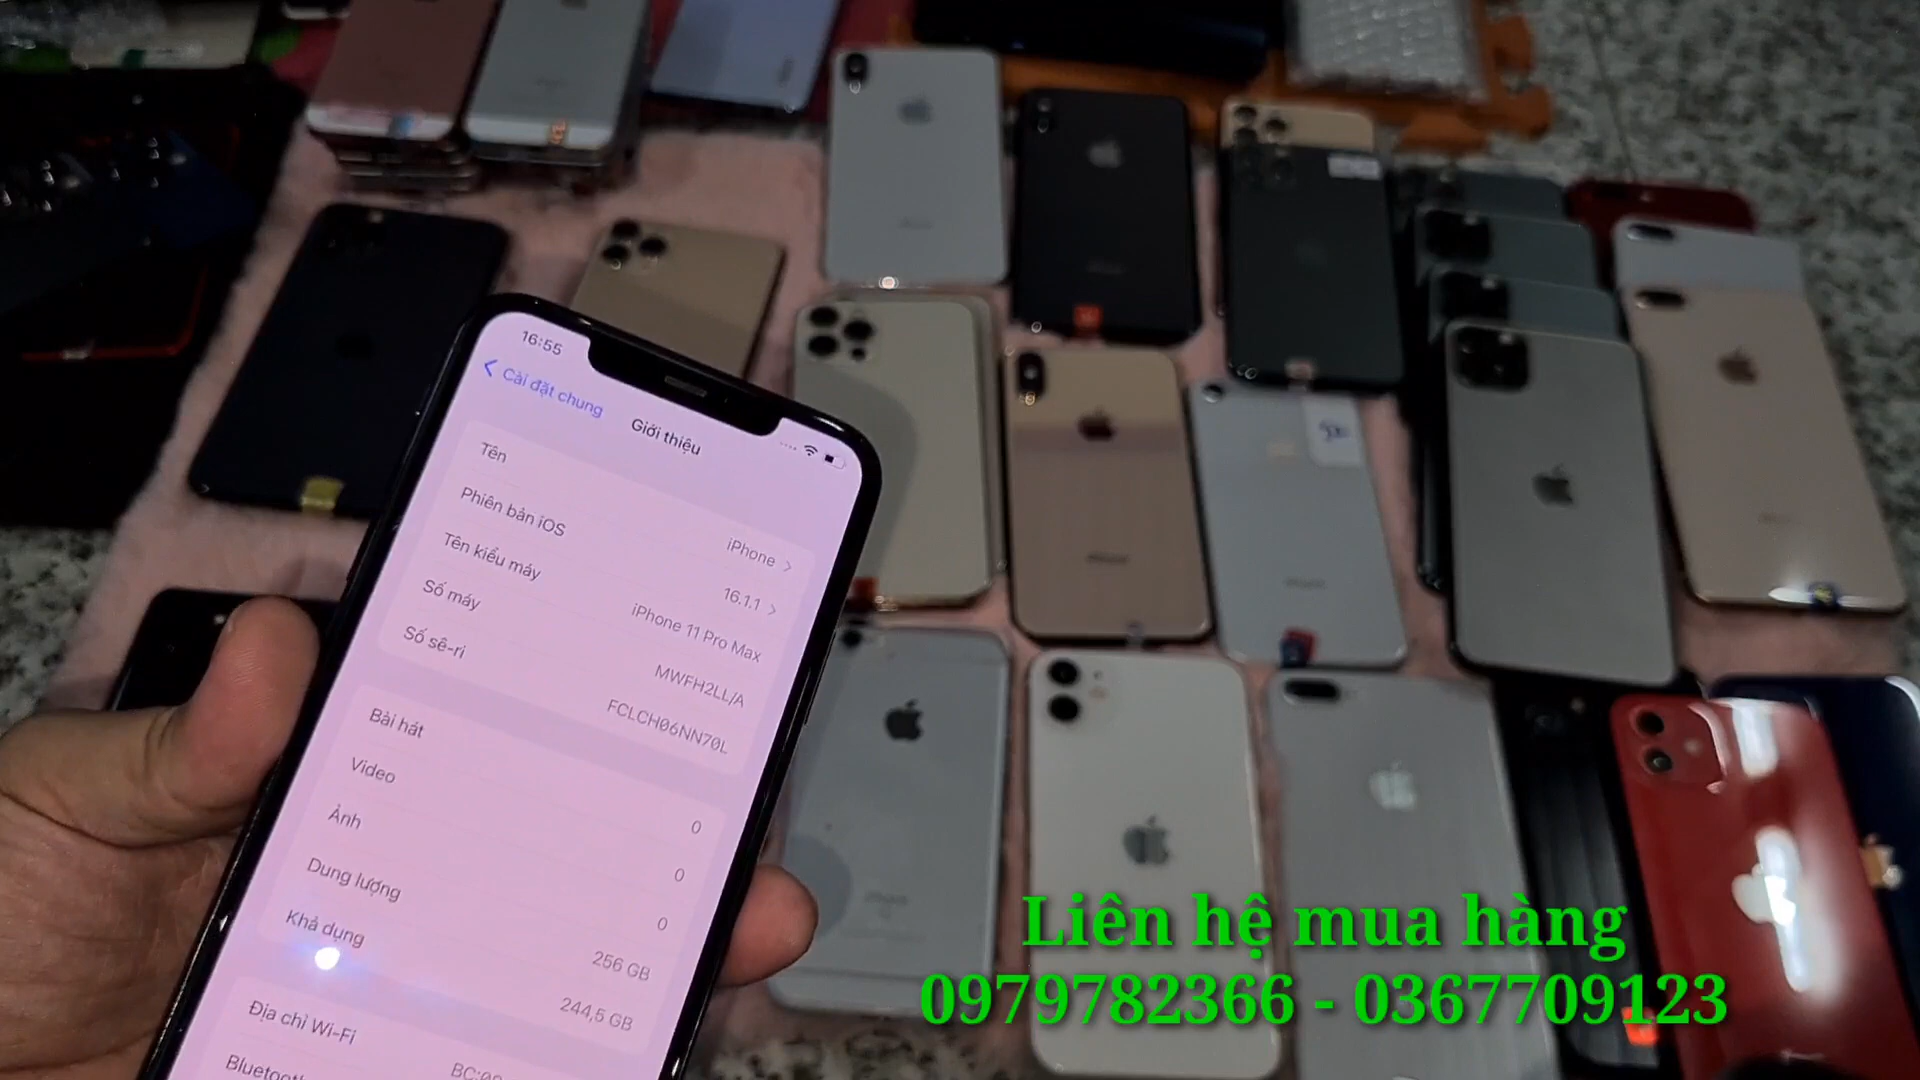 16:55
Cài đặt chung
Giới thiệu
Tên
iPhone
Phiên bản iOS
16.1.1
Tên kiểu máy
iPhone 11 Pro Max
Số máy
MWFH2LL/A
Số sê-ri
FCLCH06NN70L
Bài hát
0
Video
0
Ảnh
0
Dung lượng
256 GB
Khả dụng
244,5 GB
Địa chỉ Wi-Fi
Bluetooth
Liên hệ mua hàng
0979782366 - 0367709123